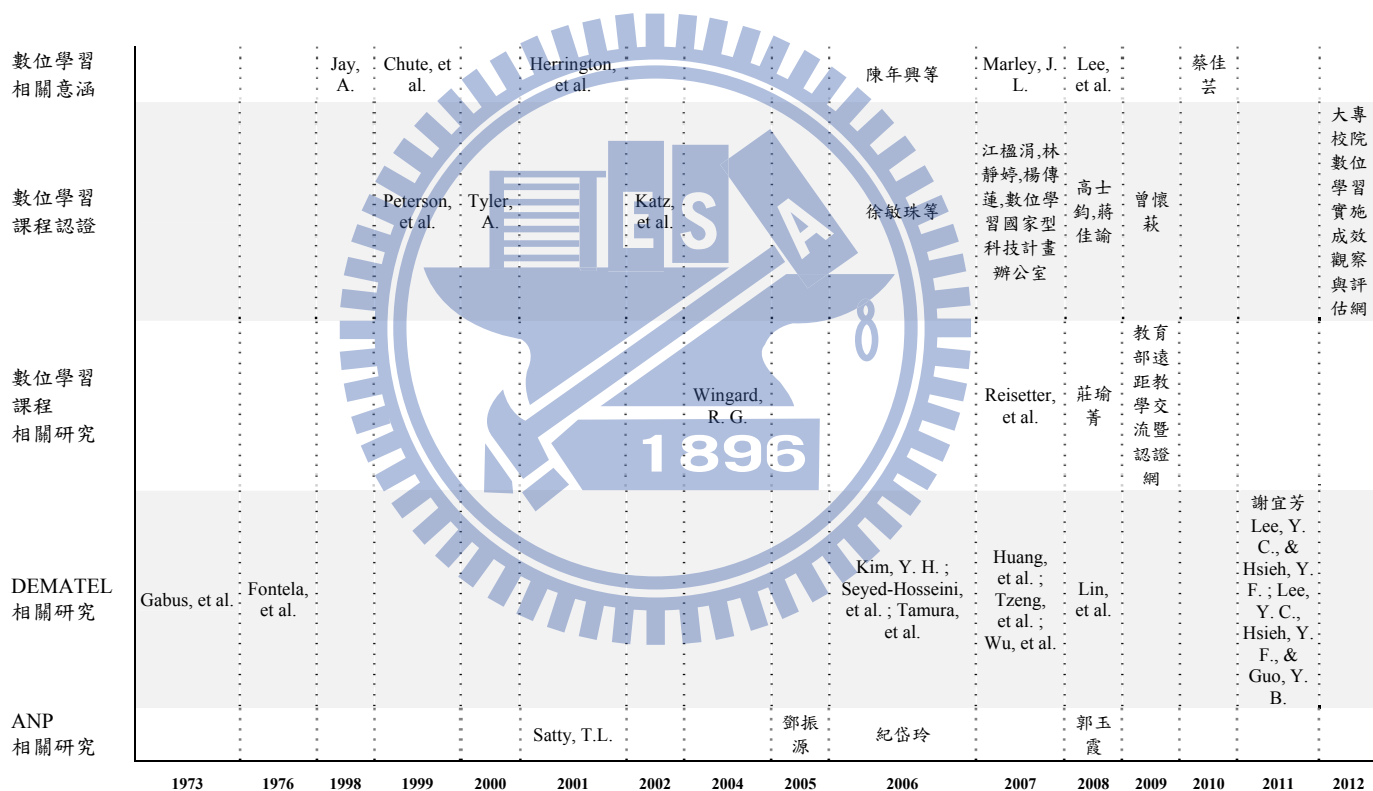 數位學習
相關意涵
Jay,
A.
Chute, et
al.
Herrington,
et al.
陳年興等
Marley, J.
L.
Lee,
et al.
蔡佳
芸
數位學習
課程認證
Peterson,
et al.
Tyler,
A.
Katz,
et al.
徐敏珠等
江楹涓,林
靜婷,楊傳
蓮,數位學
習國家型
科技計畫
辦公室
高士
鈞,蔣
佳諭
曾懷
萩
大專
校院
數位
學習
實施
成效
觀察
與評
估網
數位學習
課程
相關研究
Wingard,
R. G.
Reisetter,
et al.
莊瑜
菁
教育
部遠
距教
學交
流暨
認證
網
DEMATEL
相關研究
Gabus, et al.
Fontela,
et al.
Kim, Y. H. ;
Seyed-Hosseini,
et al. ; Tamura,
et al.
Huang,
et al. ;
Tzeng,
et al. ;
Wu, et al.
Lin,
et al.
謝宜芳
Lee, Y.
C., &
Hsieh, Y.
F. ; Lee,
Y. C.,
Hsieh, Y.
F., &
Guo, Y.
B.
ANP
相關研究
Satty, T.L.
鄧振
源
紀岱玲
郭玉
霞
1973 1976 1998 1999 2000 2001 2002 2004 2005 2006 2007 2008 2009 2010 2011 2012
E S A
8
1896